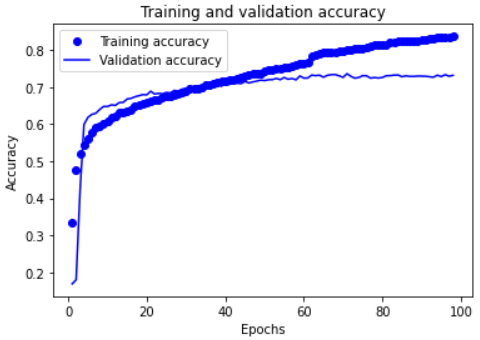 Training and validation accuracy
Training accuracy
Validation accuracy
0.8
0.7
0.6
0.5
0.4
0.3
0.2
Accuracy
0 20 40 60 80 100
Epochs